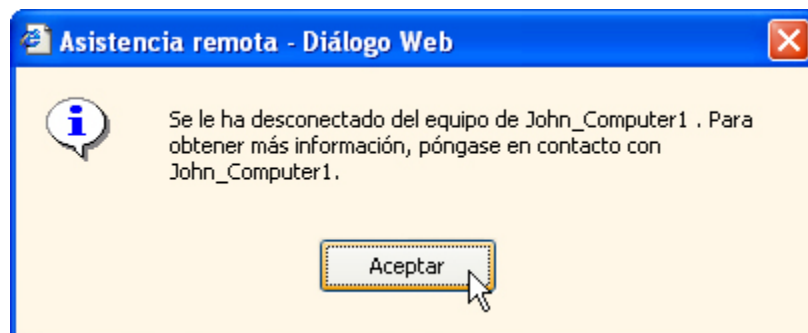 Asistencia remota - Diálogo Web
Se le ha desconectado del equipo de John_Computer1 . Para
obtener más información, póngase en contacto con
John_Computer1.
Aceptar